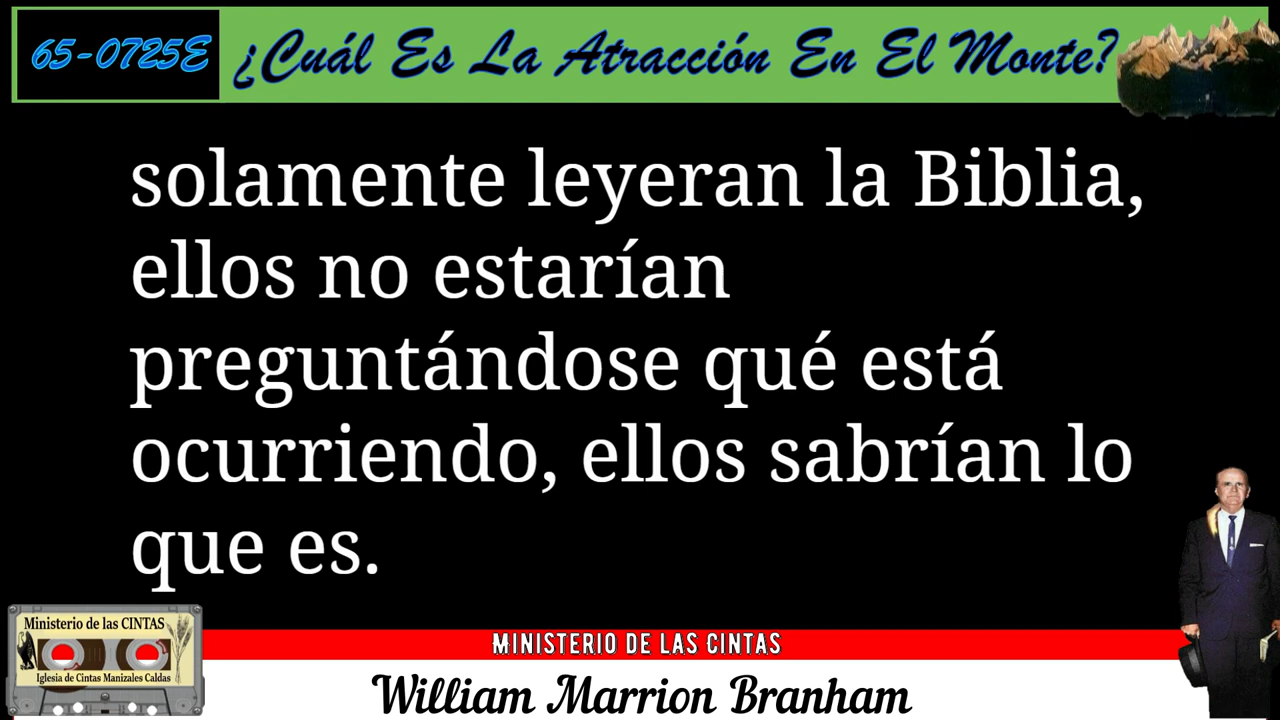 65-0725E ¿Cuál Es La Atracción En El Monte?
solamente leyeran la Biblia,
ellos no estarían
preguntándose qué está
ocurriendo, ellos sabrían lo
que es.
Ministerio de las CINTAS
Iglesia de Cintas Manizales Caldas
MINISTERIO DE LAS CINTAS
William Marrion Branham